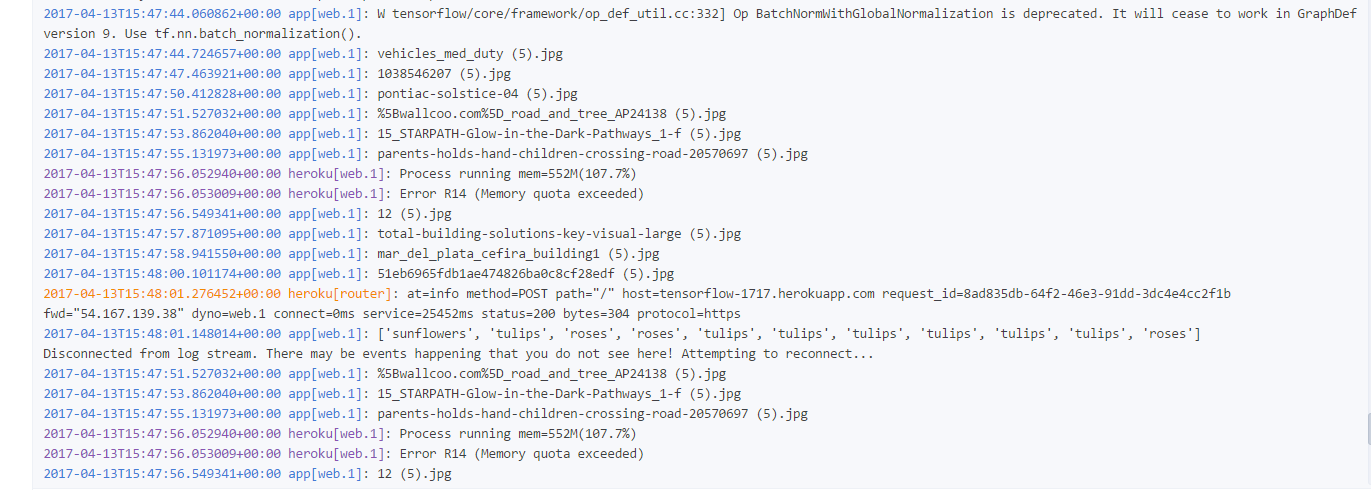 2017-04-13T15:47:44.060862+00:00 app[web.1]: W tensorflow/core/framework/op_def_util.cc:332] Op BatchNormWithGlobalNormalization is deprecated. It will cease to work in GraphDef
version 9. Use tf.nn.batch_normalization().
2017-04-13T15:47:44.724657+00:00 app[web.1]: vehicles_med_duty (5).jpg
2017-04-13T15:47:47.463921+00:00 app[web.1]: 1038546207 (5).jpg
2017-04-13T15:47:50.412828+00:00 app[web.1]: pontiac-solstice-04 (5).jpg
2017-04-13T15:47:51.527032+00:00 app[web.1]: %5Bwallcoo.com%5D_road_and_tree_AP24138 (5).jpg
2017-04-13T15:47:53.862040+00:00 app[web.1]: 15_STARPATH-Glow-in-the-Dark-Pathways_1-f (5).jpg
2017-04-13T15:47:55.131973+00:00 app[web.1]: parents-holds-hand-children-crossing-road-20570697 (5).jpg
2017-04-13T15:47:56.052940+00:00 heroku[web.1]: Process running mem=552M(107.7%)
2017-04-13T15:47:56.053009+00:00 heroku[web.1]: Error R14 (Memory quota exceeded)
2017-04-13T15:47:56.549341+00:00 app[web.1]: 12 (5).jpg
2017-04-13T15:47:57.871095+00:00 app[web.1]: total-building-solutions-key-visual-large (5).jpg
2017-04-13T15:47:58.941550+00:00 app[web.1]: mar_del_plata_cefira_building1 (5).jpg
2017-04-13T15:48:00.101174+00:00 app[web.1]: 51eb6965fdb1ae474826ba0c8cf28edf (5).jpg
2017-04-13T15:48:01.276452+00:00 heroku[router]: at=info method=POST path="/" host=tensorflow-1717.herokuapp.com request_id=8ad835db-64f2-46e3-91dd-3dc4e4cc2f1b
fwd="54.167.139.38" dyno=web.1 connect=0ms service=25452ms status=200 bytes=304 protocol=https
2017-04-13T15:48:01.148014+00:00 app[web.1]: ['sunflowers', 'tulips', 'roses', 'roses', 'tulips', 'tulips', 'tulips', 'tulips', 'tulips', 'tulips', 'roses']
Disconnected from log stream. There may be events happening that you do not see here! Attempting to reconnect...
2017-04-13T15:47:51.527032+00:00 app[web.1]: %5Bwallcoo.com%5D_road_and_tree_AP24138 (5).jpg
2017-04-13T15:47:53.862040+00:00 app[web.1]: 15_STARPATH-Glow-in-the-Dark-Pathways_1-f (5).jpg
2017-04-13T15:47:55.131973+00:00 app[web.1]: parents-holds-hand-children-crossing-road-20570697 (5).jpg
2017-04-13T15:47:56.052940+00:00 heroku[web.1]: Process running mem=552M(107.7%)
2017-04-13T15:47:56.053009+00:00 heroku[web.1]: Error R14 (Memory quota exceeded)
2017-04-13T15:47:56.549341+00:00 app[web.1]: 12 (5).jpg